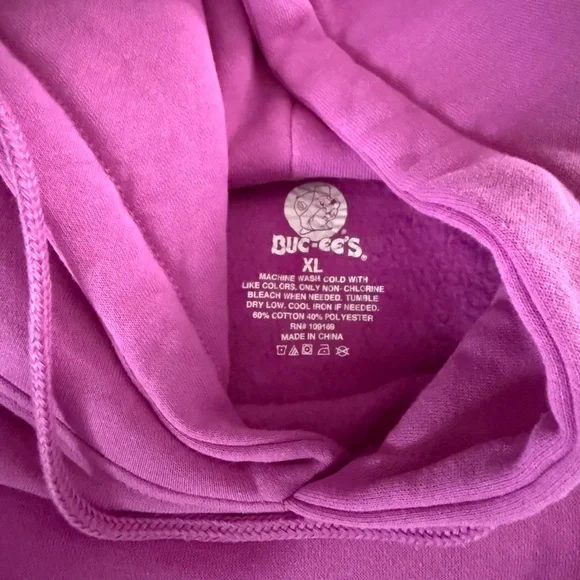 BUC-EE'S®
XL
MACHINE WASH COLD WITH
LIKE COLORS. ONLY NON- CHLORINE
BLEACH WHEN NEEDED. TUMBLE
DRY LOW. COOL IRON IF NEEDED.
60% COTTON 40% POLYESTER
RN# 109169
MADE IN CHINA